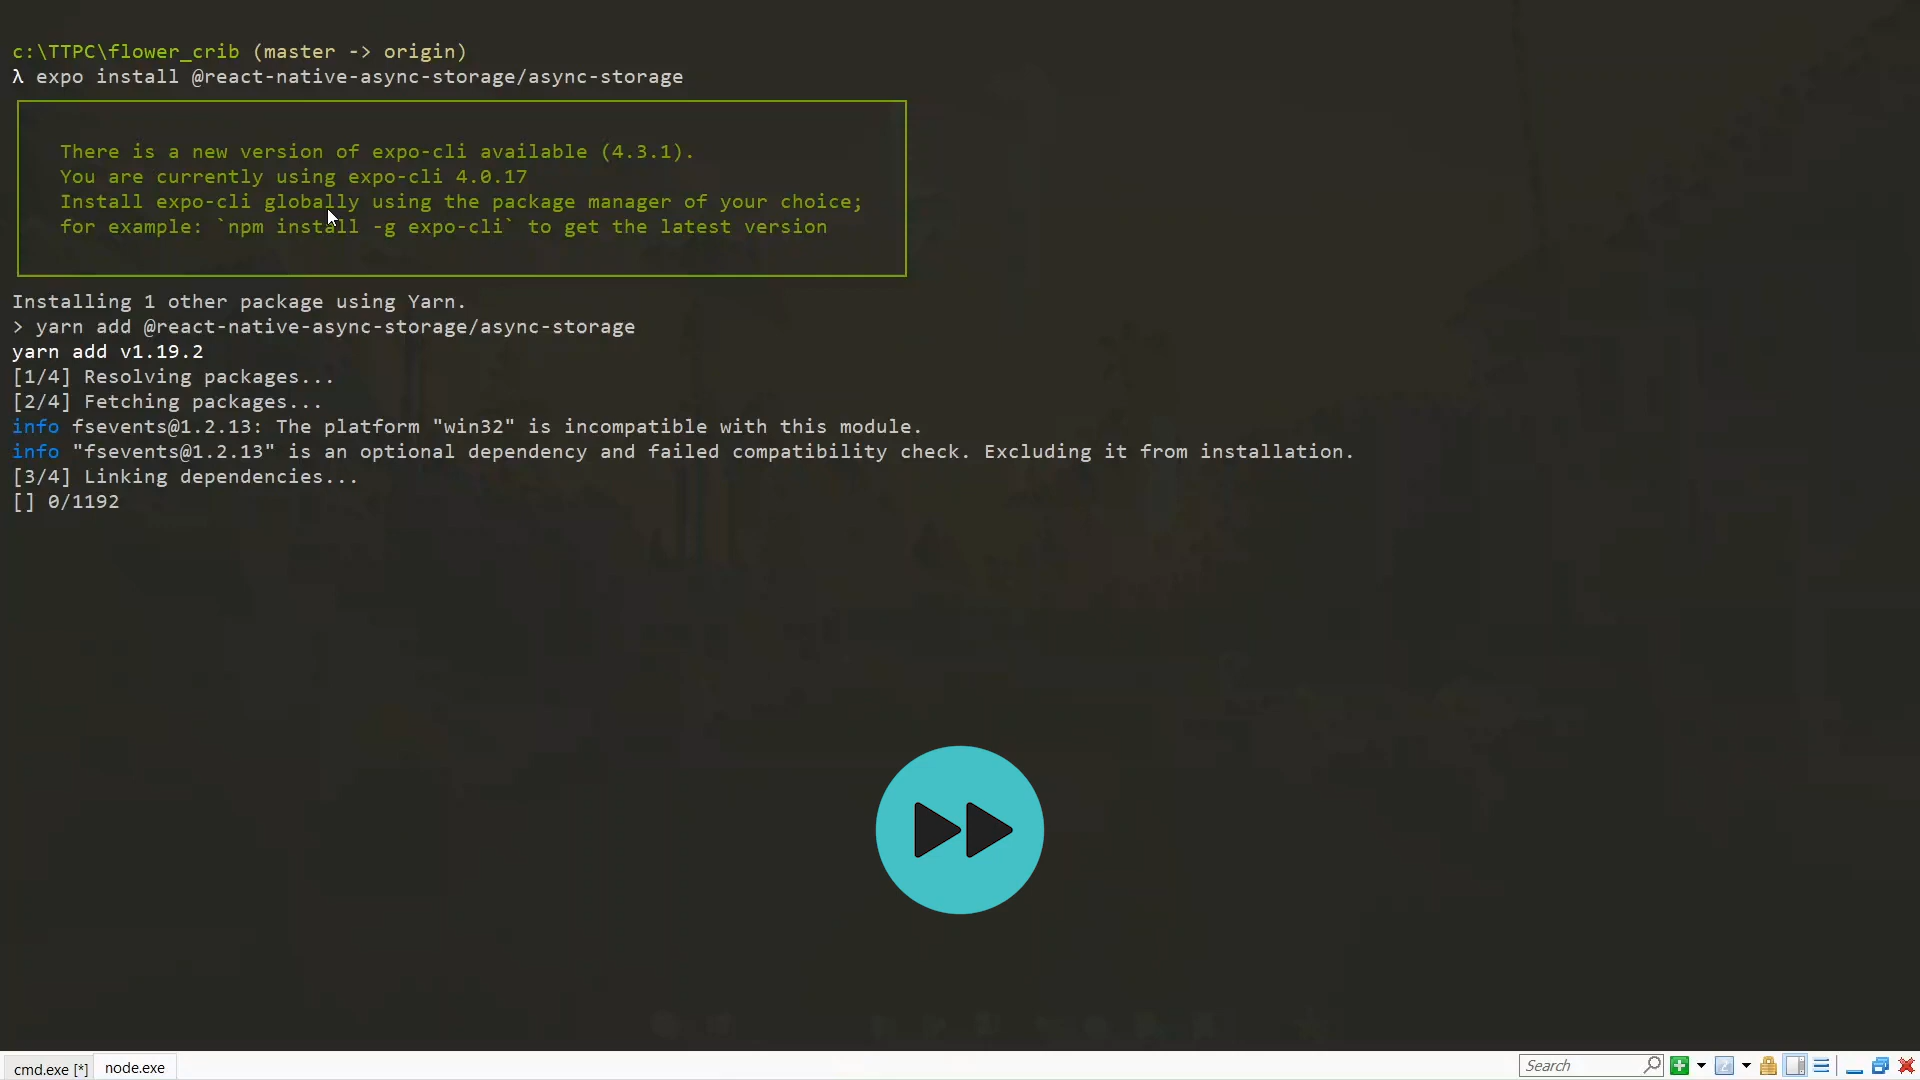 c:\TTPC\flower_crib (master -> origin)
λ expo install @react-native-async-storage/async-storage
There is a new version of expo-cli available (4.3.1).
You are currently using expo-cli 4.0.17
Install expo-cli globally using the package manager of your choice;
for example: `npm install -g expo-cli` to get the latest version
Installing 1 other package using Yarn.
> yarn add @react-native-async-storage/async-storage
yarn add v1.19.2
[1/4] Resolving packages...
[2/4] Fetching packages...
info fsevents@1.2.13: The platform "win32" is incompatible with this module.
info "fsevents@1.2.13" is an optional dependency and failed compatibility check. Excluding it from installation.
[3/4] Linking dependencies...
[] 0/1192
cmd.exe [*] node.exe Search